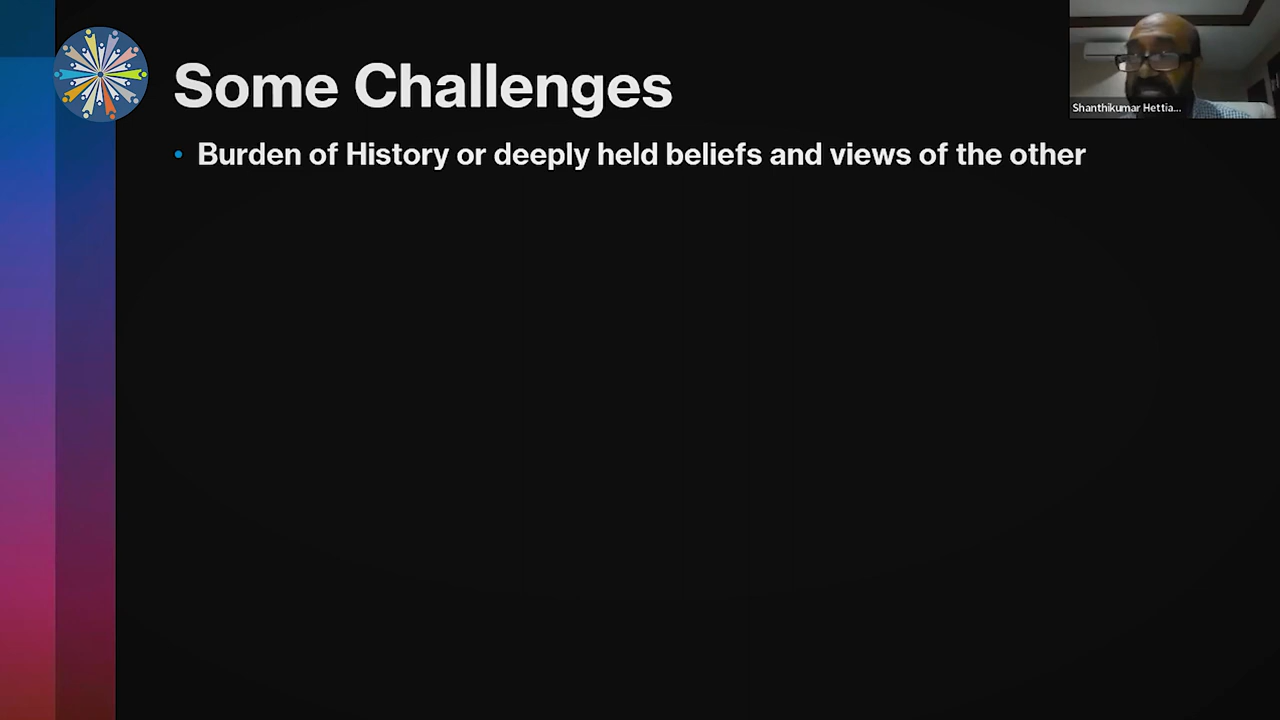 Some Challenges
• Burden of History or deeply held beliefs and views of the other
Shanthikumar Hettia...